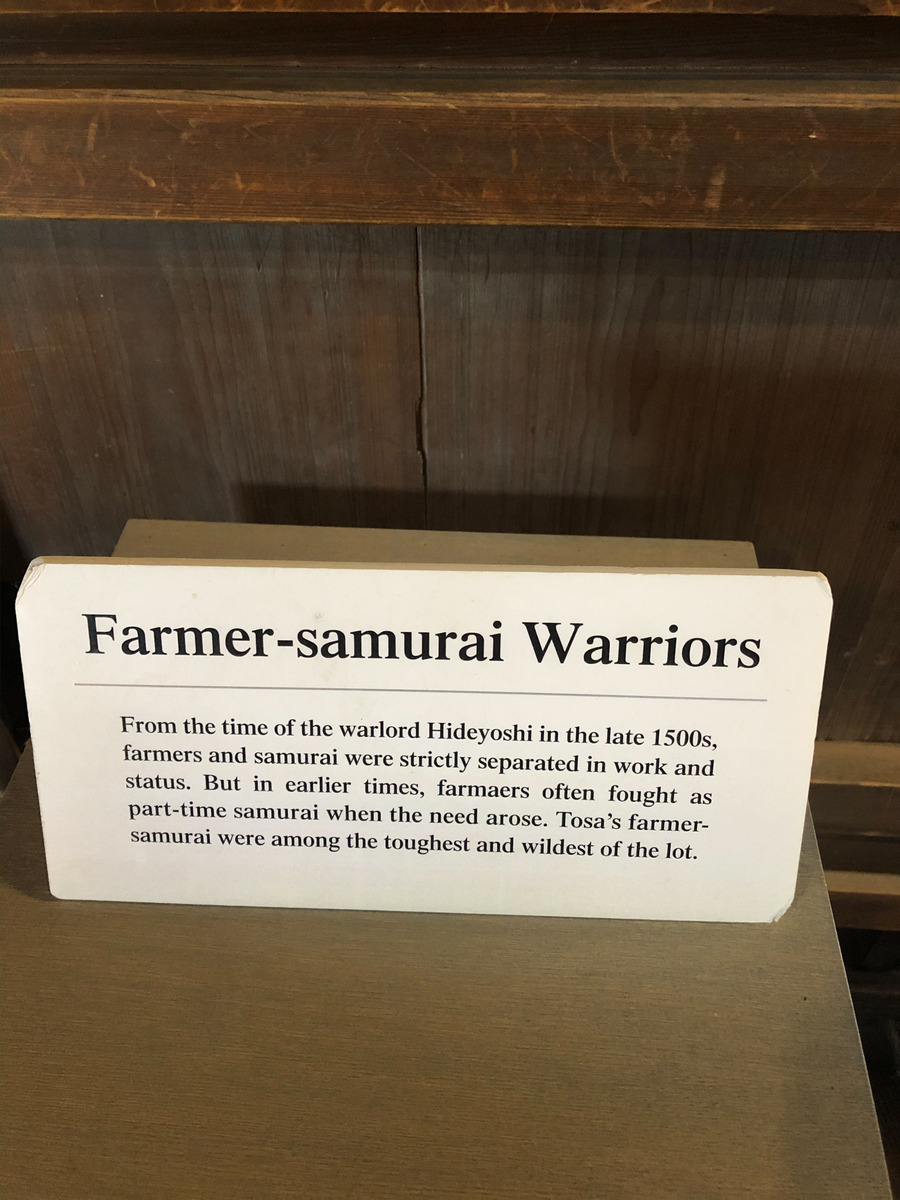 Farmer-samurai Warriors
From the time of the warlord Hideyoshi in the late 1500s,
farmers and samurai were strictly separated in work and
status. But in earlier times, farmaers often fought as
part-time samurai when the need arose. Tosa’s farmer-
samurai were among the toughest and wildest of the lot.